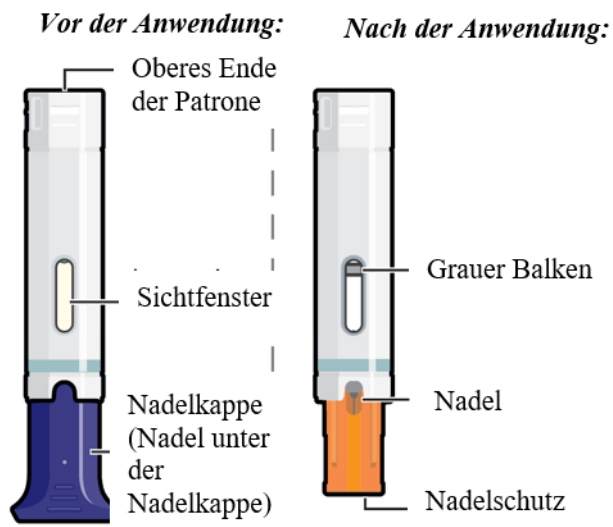 Vor der Anwendung:
Oberes Ende
der Patrone
Sichtfenster
Nadelkappe
(Nadel unter
der
Nadelkappe)
Nach der Anwendung:
Grauer Balken
Nadel
Nadelschutz